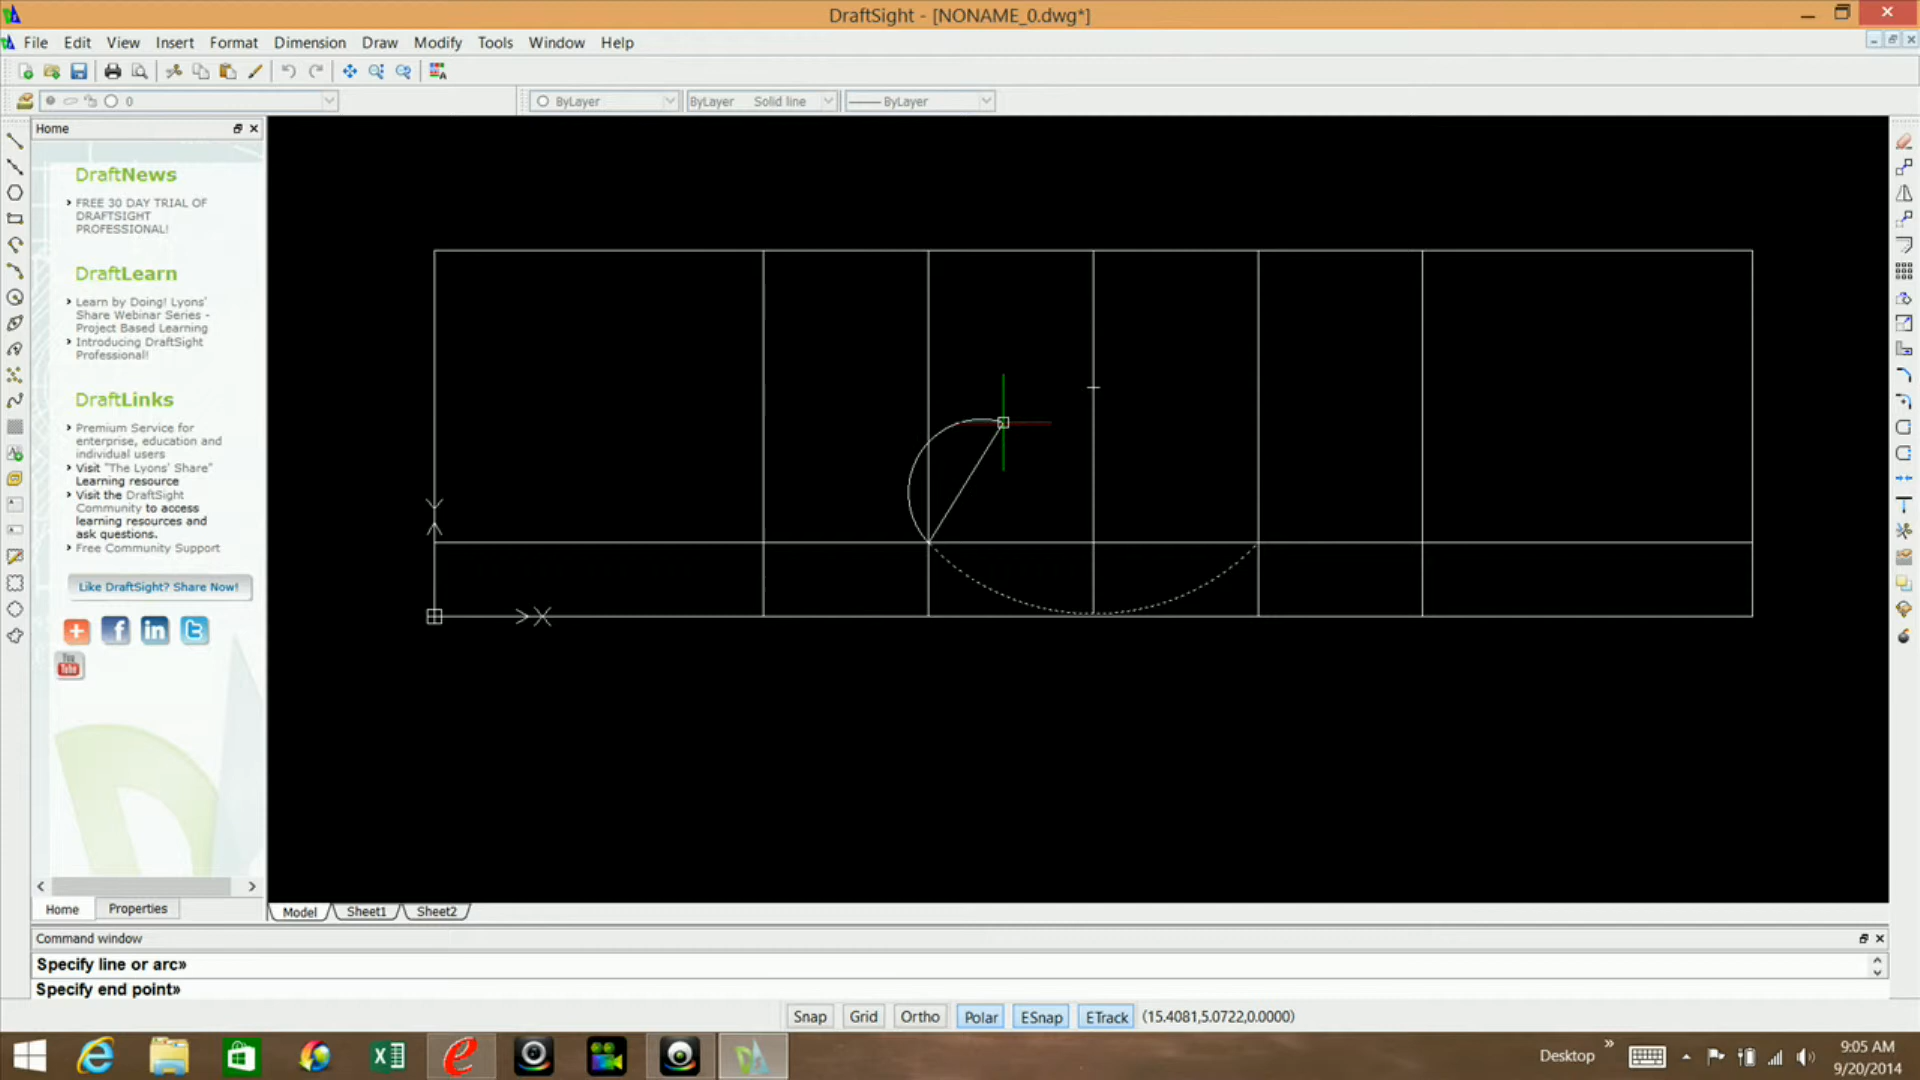 DraftSight - [NONAME_0.dwg*]
File Edit View Insert Format Dimension Draw Modify Tools Window Help
0 ByLayer ByLayer Solid line ByLayer
Home
DraftNews
FREE 30 DAY TRIAL OF
DRAFTSIGHT
PROFESSIONAL!
DraftLearn
Learn by Doing! Lyons'
Share Webinar Series -
Project Based Learning
Introducing DraftSight
Professional!
DraftLinks
Premium Service for
enterprise, education and
individual users
Visit "The Lyons' Share"
Learning resource
Visit the DraftSight
Community to access
learning resources and
ask questions.
Free Community Support
Like DraftSight? Share Now!
You
Tube
Y
X
Home Properties
Model Sheet1 Sheet2
Command window
Specify line or arc»
Specify end point»
Snap Grid Ortho Polar ESnap ETrack (15.4081,5.0722,0.0000)
Desktop
9:05 AM
9/20/2014